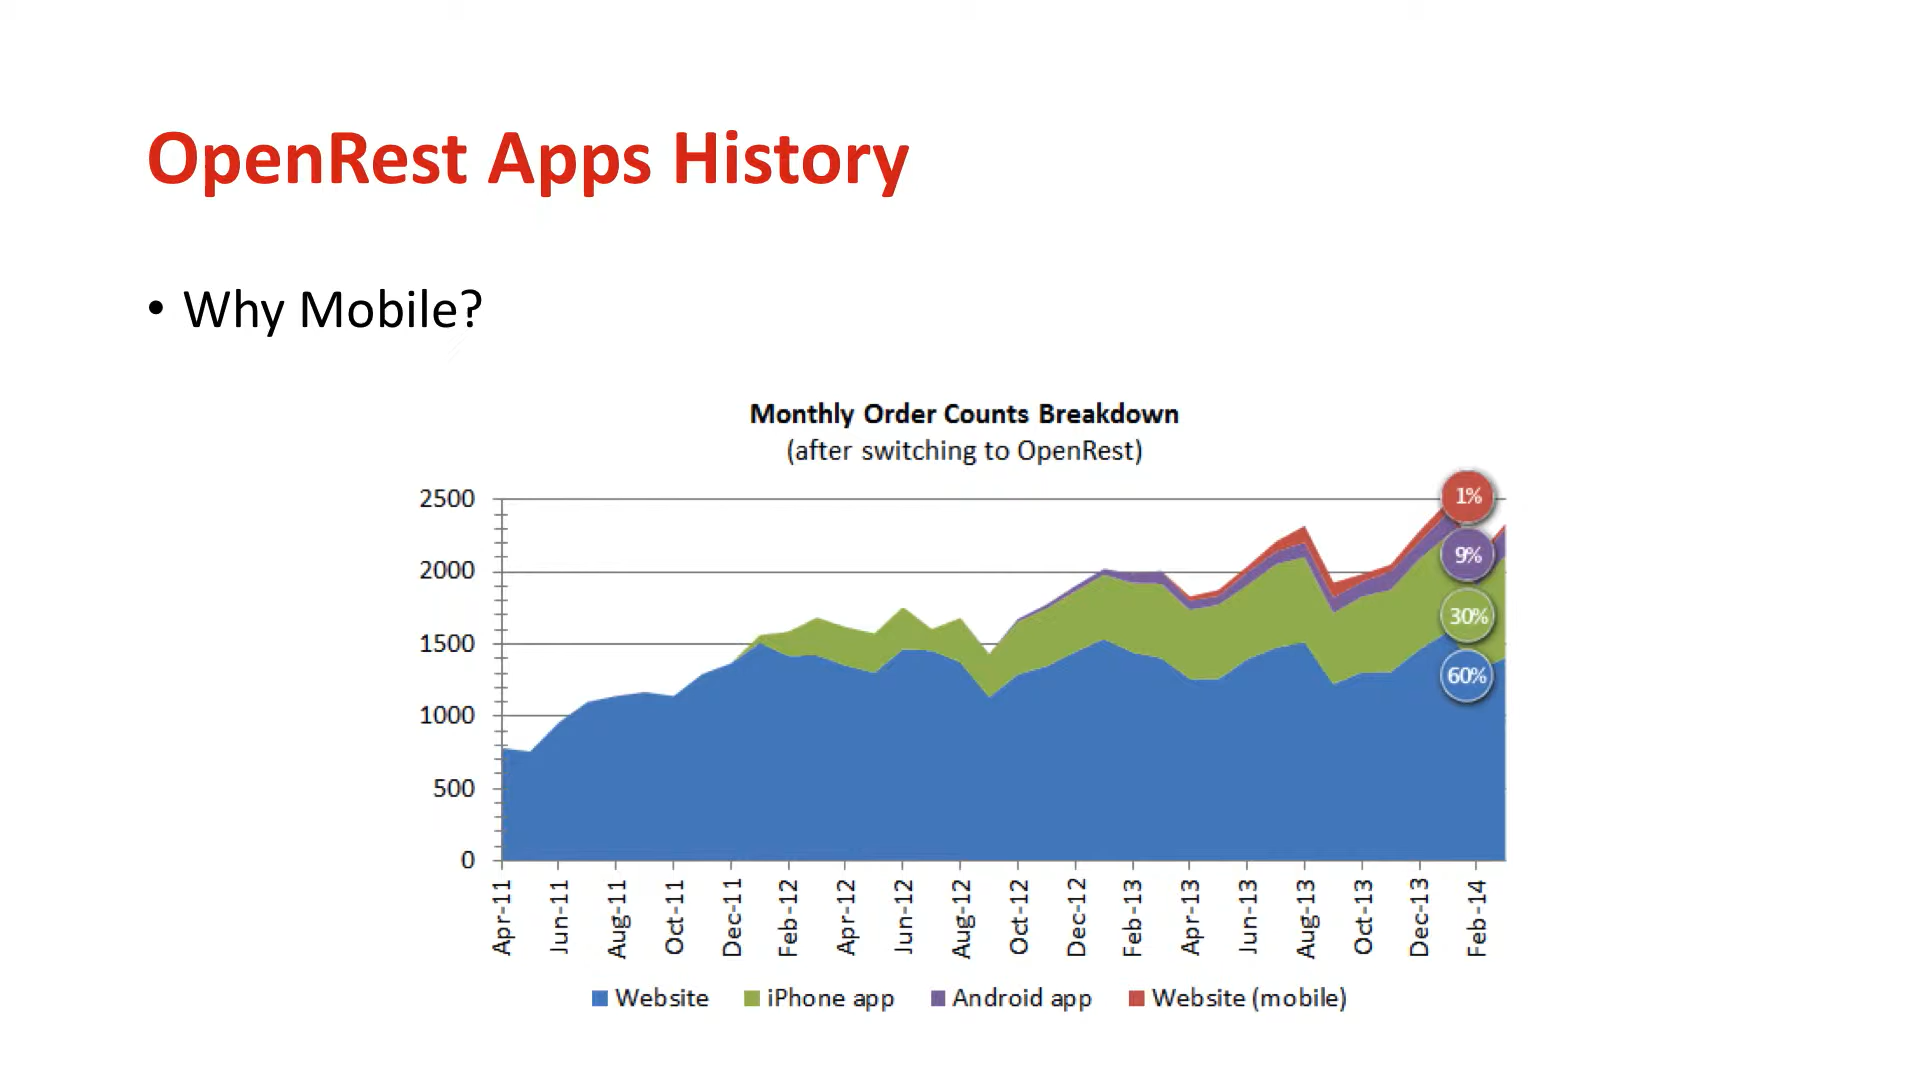 OpenRest Apps History
• Why Mobile?
Monthly Order Counts Breakdown
(after switching to OpenRest)
2500
2000
1500
1000
500
0
1%
9%
30%
60%
Apr-11
Jun-11
Aug-11
Oct-11
Dec-11
Feb-12
Apr-12
Jun-12
Aug-12
Oct-12
Dec-12
Feb-13
Apr-13
Jun-13
Aug-13
Oct-13
Dec-13
Feb-14
Website iPhone app Android app Website (mobile)